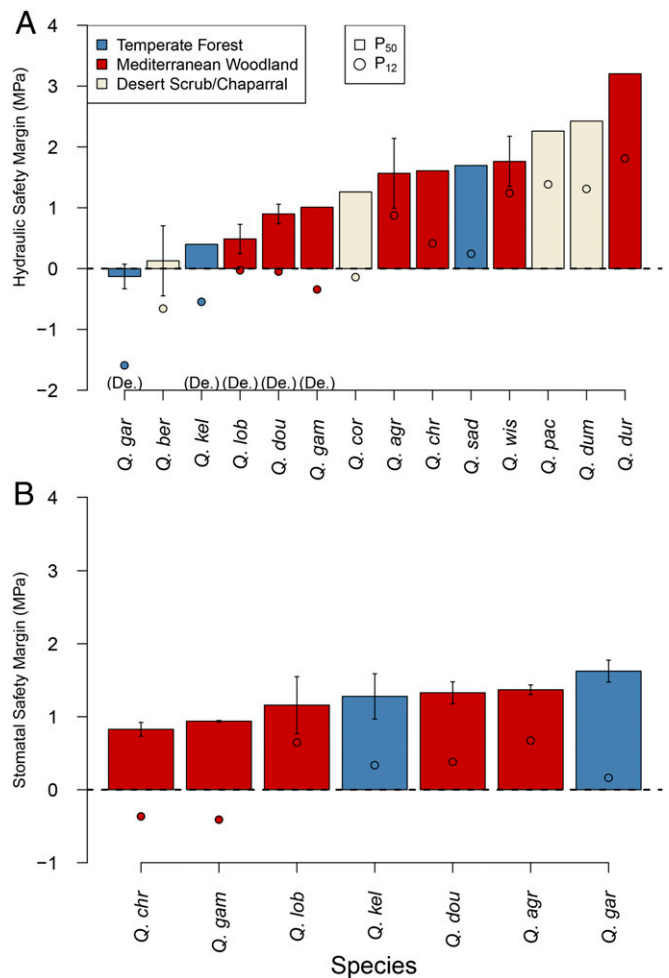 A
Temperate Forest
Mediterranean Woodland
Desert Scrub/Chaparral
P50
P12
Hydraulic Safety Margin (MPa)
4
3
2
1
0
−1
−2
(De.) (De.) (De.) (De.) (De.)
Q. gar Q. ber Q. kel Q. lob Q. dou Q. gam Q. cor Q. agr Q. chr Q. sad Q. wis Q. pac Q. dum Q. dur
B
Stomatal Safety Margin (MPa)
4
3
2
1
0
−1
Q. chr Q. gam Q. lob Q. kel Q. dou Q. agr Q. gar
Species